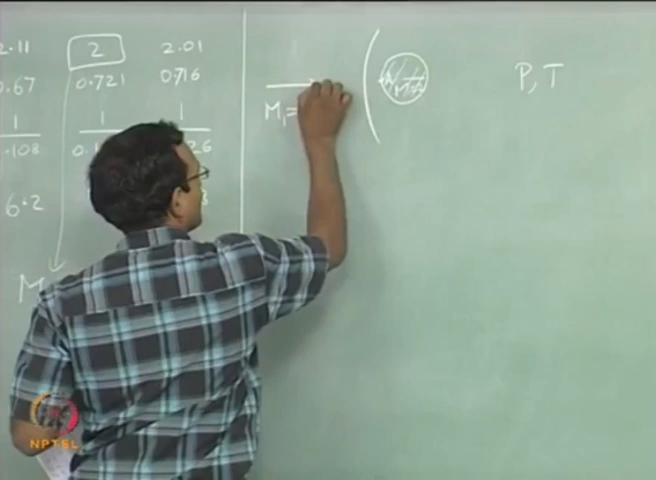 2.11 2 2.01
0.67 0.721 0.716
1 1 1
.108 0.1 26
6.2
M
M₁=
P, T
NPTEL